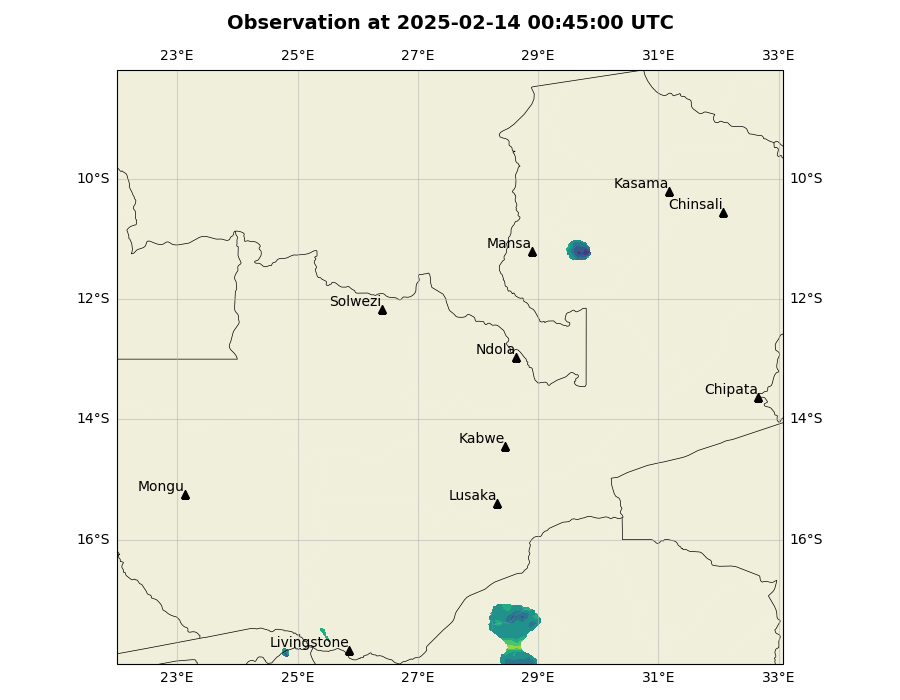 Observation at 2025-02-14 00:45:00 UTC
23°E 25°E 27°E 29°E 31°E 33°E
10°S 10°S
Kasama
Chinsali
Mansa
12°S 12°S
Solwezi
Ndola
Chipata
14°S 14°S
Kabwe
Mongu
Lusaka
16°S 16°S
Livingstone
23°E 25°E 27°E 29°E 31°E 33°E